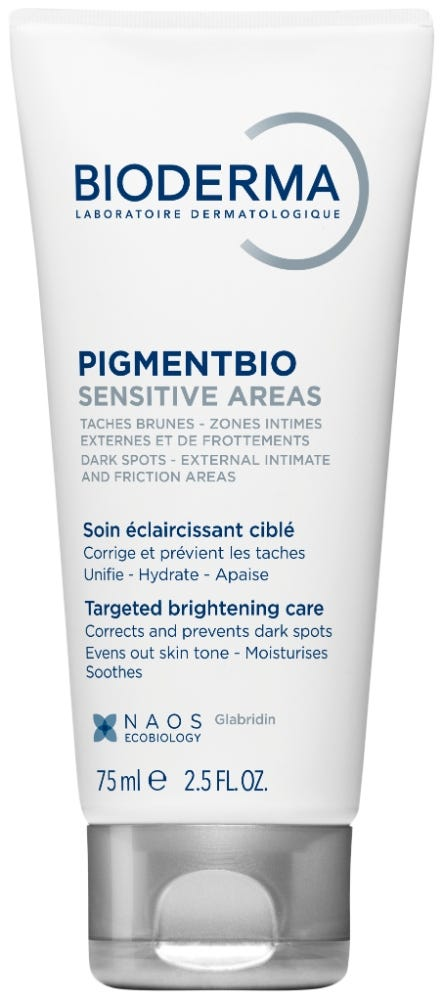 BIODERMA
LABORATOIRE DERMATOLOGIQUE
PIGMENTBIO
SENSITIVE AREAS
TACHES BRUNES - ZONES INTIMES
EXTERNES ET DE FROTTEMENTS
DARK SPOTS - EXTERNAL INTIMATE
AND FRICTION AREAS
Soin éclaircissant ciblé
Corrige et prévient les taches
Unifie - Hydrate - Apaise
Targeted brightening care
Corrects and prevents dark spots
Evens out skin tone - Moisturises
Soothes
NAOS Glabridin
ECOBIOLOGY
75 ml ℮ 2.5 FL.OZ.